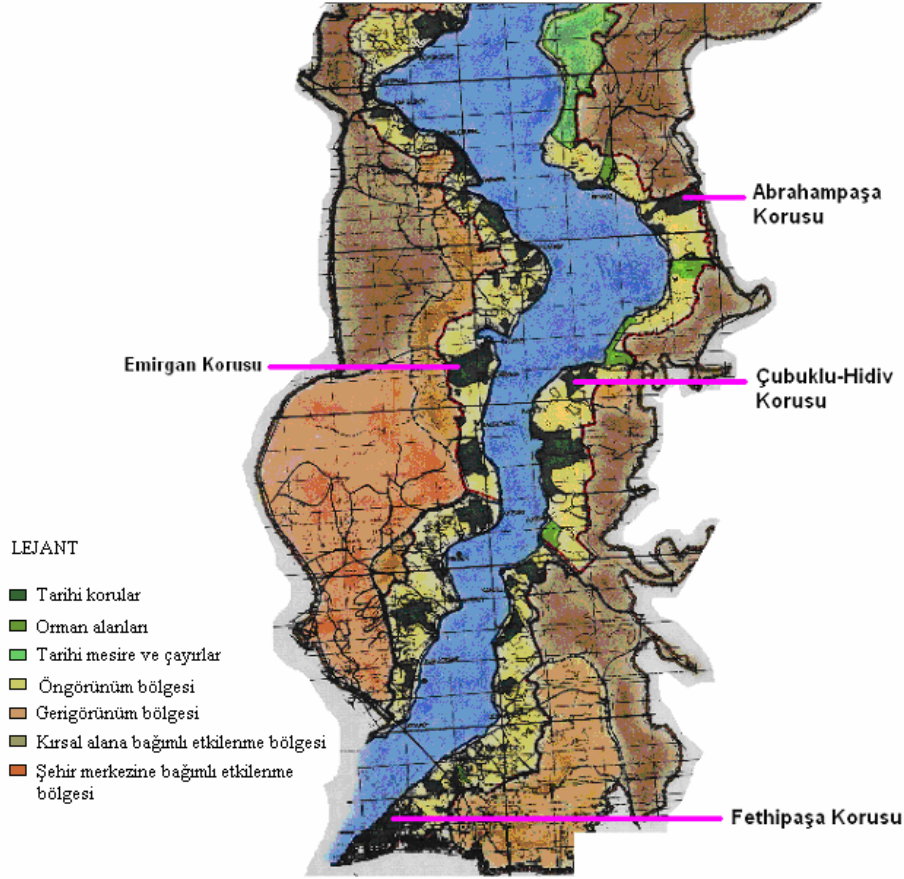 Abrahampaşa
Korusu
Emirgan Korusu
Çubuklu-Hidiv
Korusu
LEJANT
Tarihi korular
Orman alanları
Tarihi mesire ve çayırlar
Öngörünüm bölgesi
Gerigörünüm bölgesi
Kırsal alana bağımlı etkilenme bölgesi
Şehir merkezine bağımlı etkilenme
bölgesi
Fethipaşa Korusu